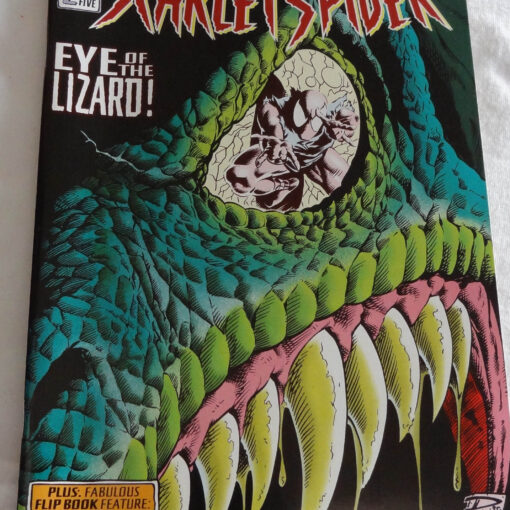 FIVE
SCARLET SPIDER
EYE OF
THE
LIZARD!
PLUS: FABULOUS
FLIP BOOK FEATURE: